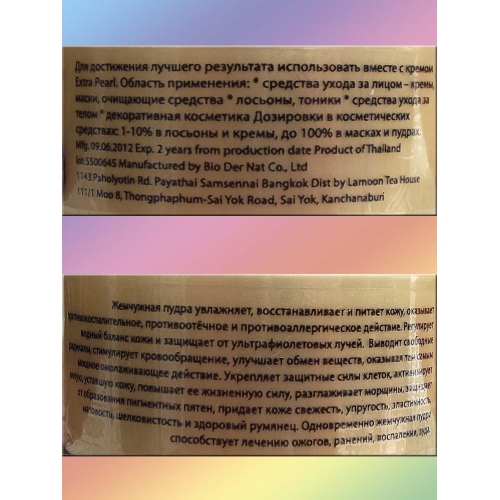 Для достижения лучшего результата использовать вместе с кремом
Extra Pearl. Область применения: * средства ухода за лицом – кремы,
маски, очищающие средства * лосьоны, тоники * средства ухода за
телом * декоративная косметика Дозировки в косметических
средствах: 1-10% в лосьоны и кремы, до 100% в масках и пудрах.
Mfg. 09.06.2012 Exp. 2 years from production date Product of Thailand
lot:5500645 Manufactured by Bio Der Nat Co., Ltd
1143 Paholyotin Rd. Payathai Samsennai Bangkok Dist by Lamoon Tea House
111/1 Moo 8, Thongphaphum-Sai Yok Road, Sai Yok, Kanchanaburi
Жемчужная пудра увлажняет, восстанавливает и питает кожу, оказывает
противовоспалительное, противоотёчное и противоаллергическое действие. Регулирует
водный баланс кожи и защищает от ультрафиолетовых лучей. Выводит свободные
радикалы, стимулирует кровообращение, улучшает обмен веществ, оказывая тем самым
мощное омолаживающее действие. Укрепляет защитные силы клеток, активизирует
уставшую кожу, повышает ее жизненную силу, разглаживает морщины, защищает
от образования пигментных пятен, придает коже свежесть, упругость, эластичность,
матовость, шелковистость и здоровый румянец. Одновременно жемчужная пудра
способствует лечению ожогов, ранений, воспаления,